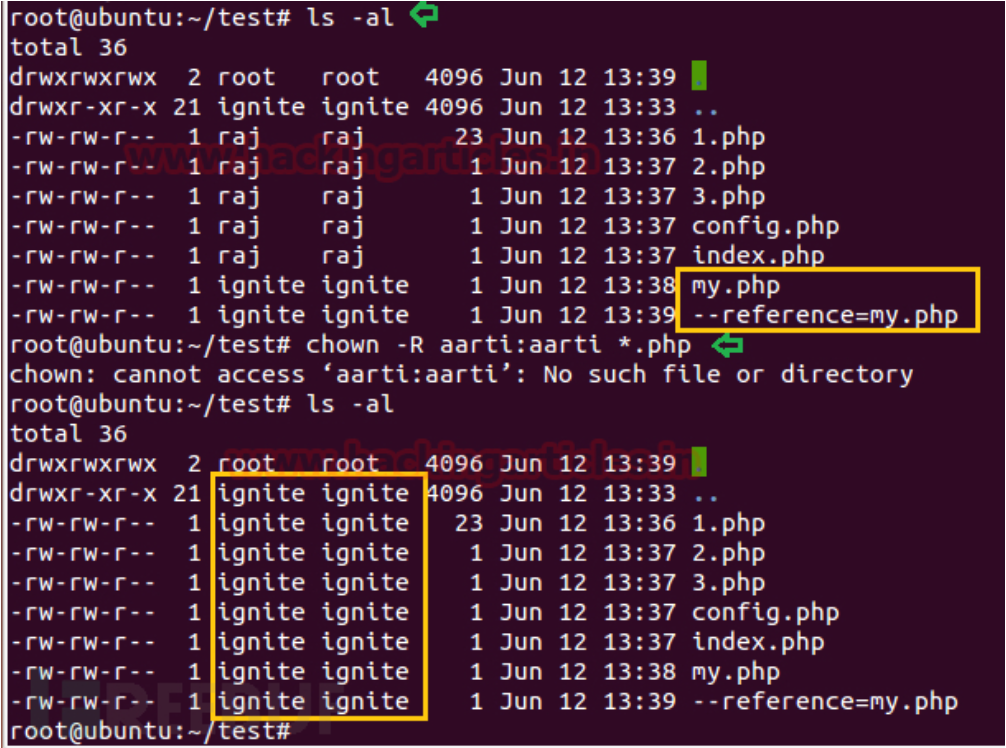 root@ubuntu:~/test# ls -al
total 36
drwxrwxrwx  2 root   root   4096 Jun 12 13:39 .
drwxr-xr-x 21 ignite ignite 4096 Jun 12 13:33 ..
-rw-rw-r--  1 raj    raj      23 Jun 12 13:36 1.php
www.hackingarticles.in
-rw-rw-r--  1 raj    raj       1 Jun 12 13:37 2.php
-rw-rw-r--  1 raj    raj       1 Jun 12 13:37 3.php
-rw-rw-r--  1 raj    raj       1 Jun 12 13:37 config.php
-rw-rw-r--  1 raj    raj       1 Jun 12 13:37 index.php
-rw-rw-r--  1 ignite ignite    1 Jun 12 13:38 my.php
-rw-rw-r--  1 ignite ignite    1 Jun 12 13:39 --reference=my.php
root@ubuntu:~/test# chown -R aarti:aarti *.php
chown: cannot access ‘aarti:aarti’: No such file or directory
root@ubuntu:~/test# ls -al
total 36
www.hackingarticles.in
drwxrwxrwx  2 root   root   4096 Jun 12 13:39 .
drwxr-xr-x 21 ignite ignite 4096 Jun 12 13:33 ..
-rw-rw-r--  1 ignite ignite   23 Jun 12 13:36 1.php
-rw-rw-r--  1 ignite ignite    1 Jun 12 13:37 2.php
-rw-rw-r--  1 ignite ignite    1 Jun 12 13:37 3.php
-rw-rw-r--  1 ignite ignite    1 Jun 12 13:37 config.php
-rw-rw-r--  1 ignite ignite    1 Jun 12 13:37 index.php
-rw-rw-r--  1 ignite ignite    1 Jun 12 13:38 my.php
-rw-rw-r--  1 ignite ignite    1 Jun 12 13:39 --reference=my.php
FREEBUF
root@ubuntu:~/test#